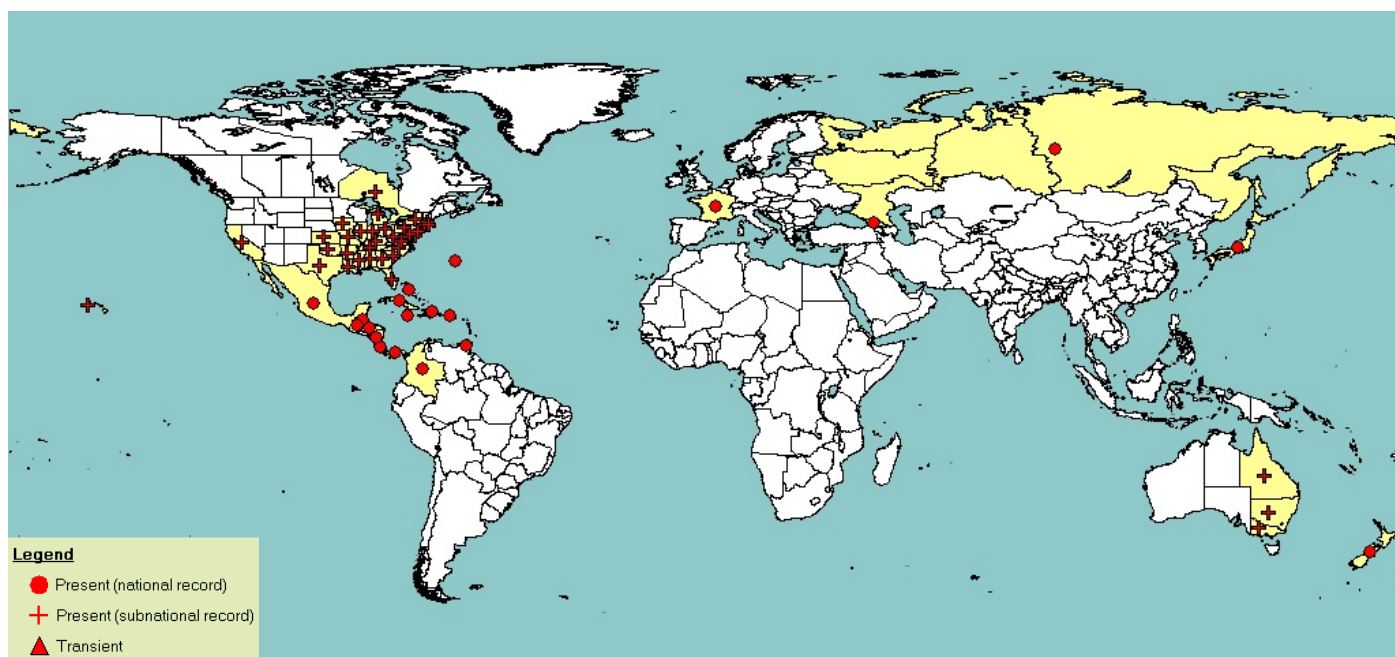 Legend
Present (national record)
Present (subnational record)
Transient